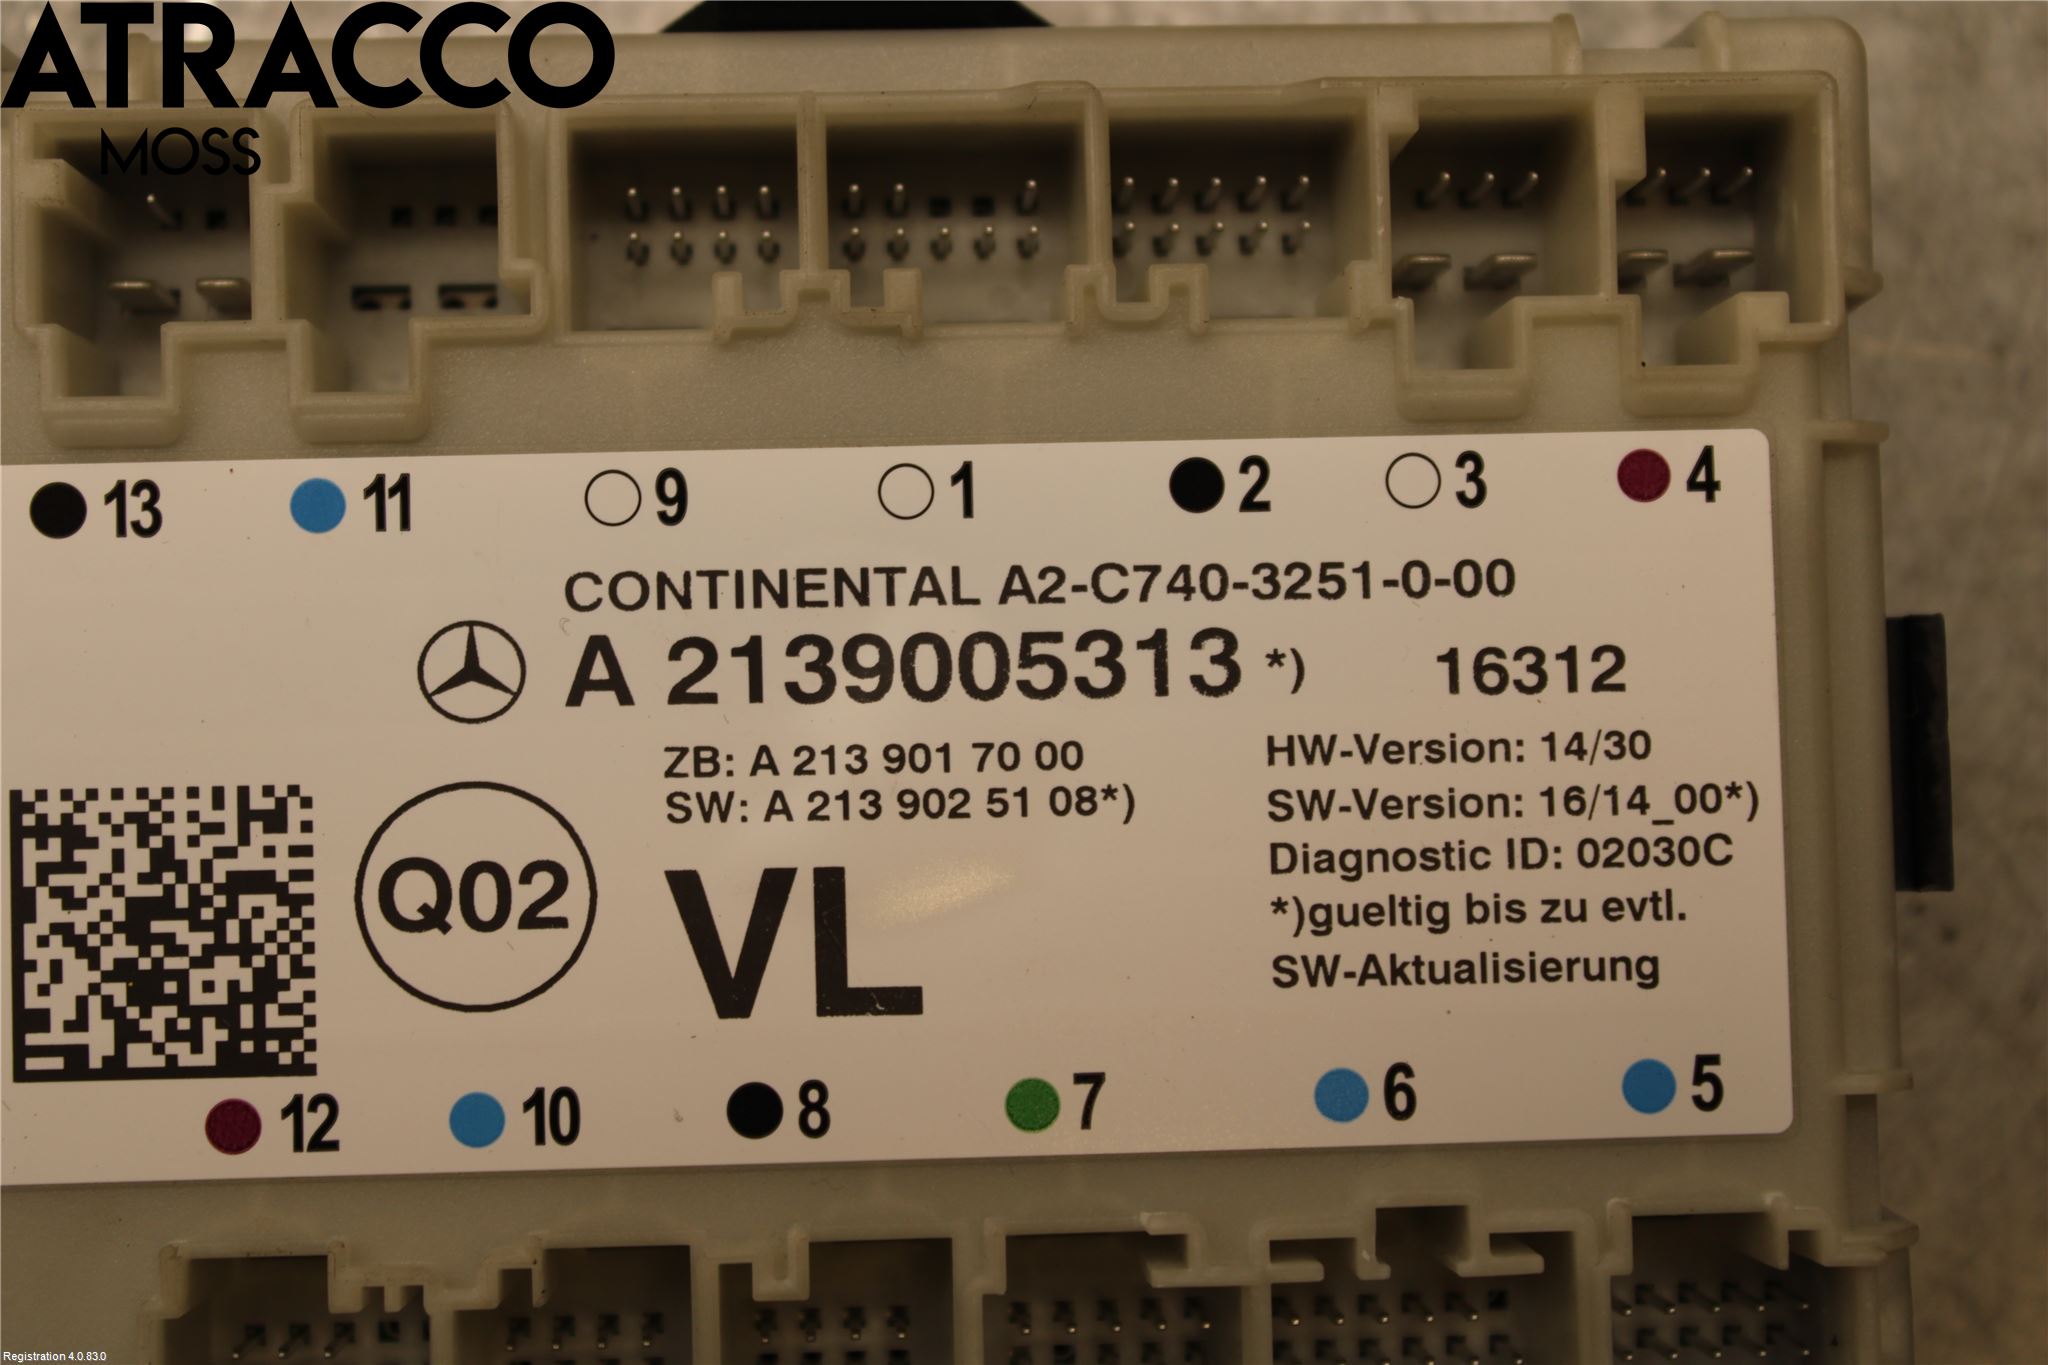 ATRACCO
MOSS
13 11 9 1 2 3 4
CONTINENTAL A2-C740-3251-0-00
A 2139005313 *) 16312
ZB: A 213 901 70 00
SW: A 213 902 51 08*)
HW-Version: 14/30
SW-Version: 16/14_00*)
Diagnostic ID: 02030C
*)gueltig bis zu evtl.
SW-Aktualisierung
Q02
VL
12 10 8 7 6 5
Registration 4.0.83.0